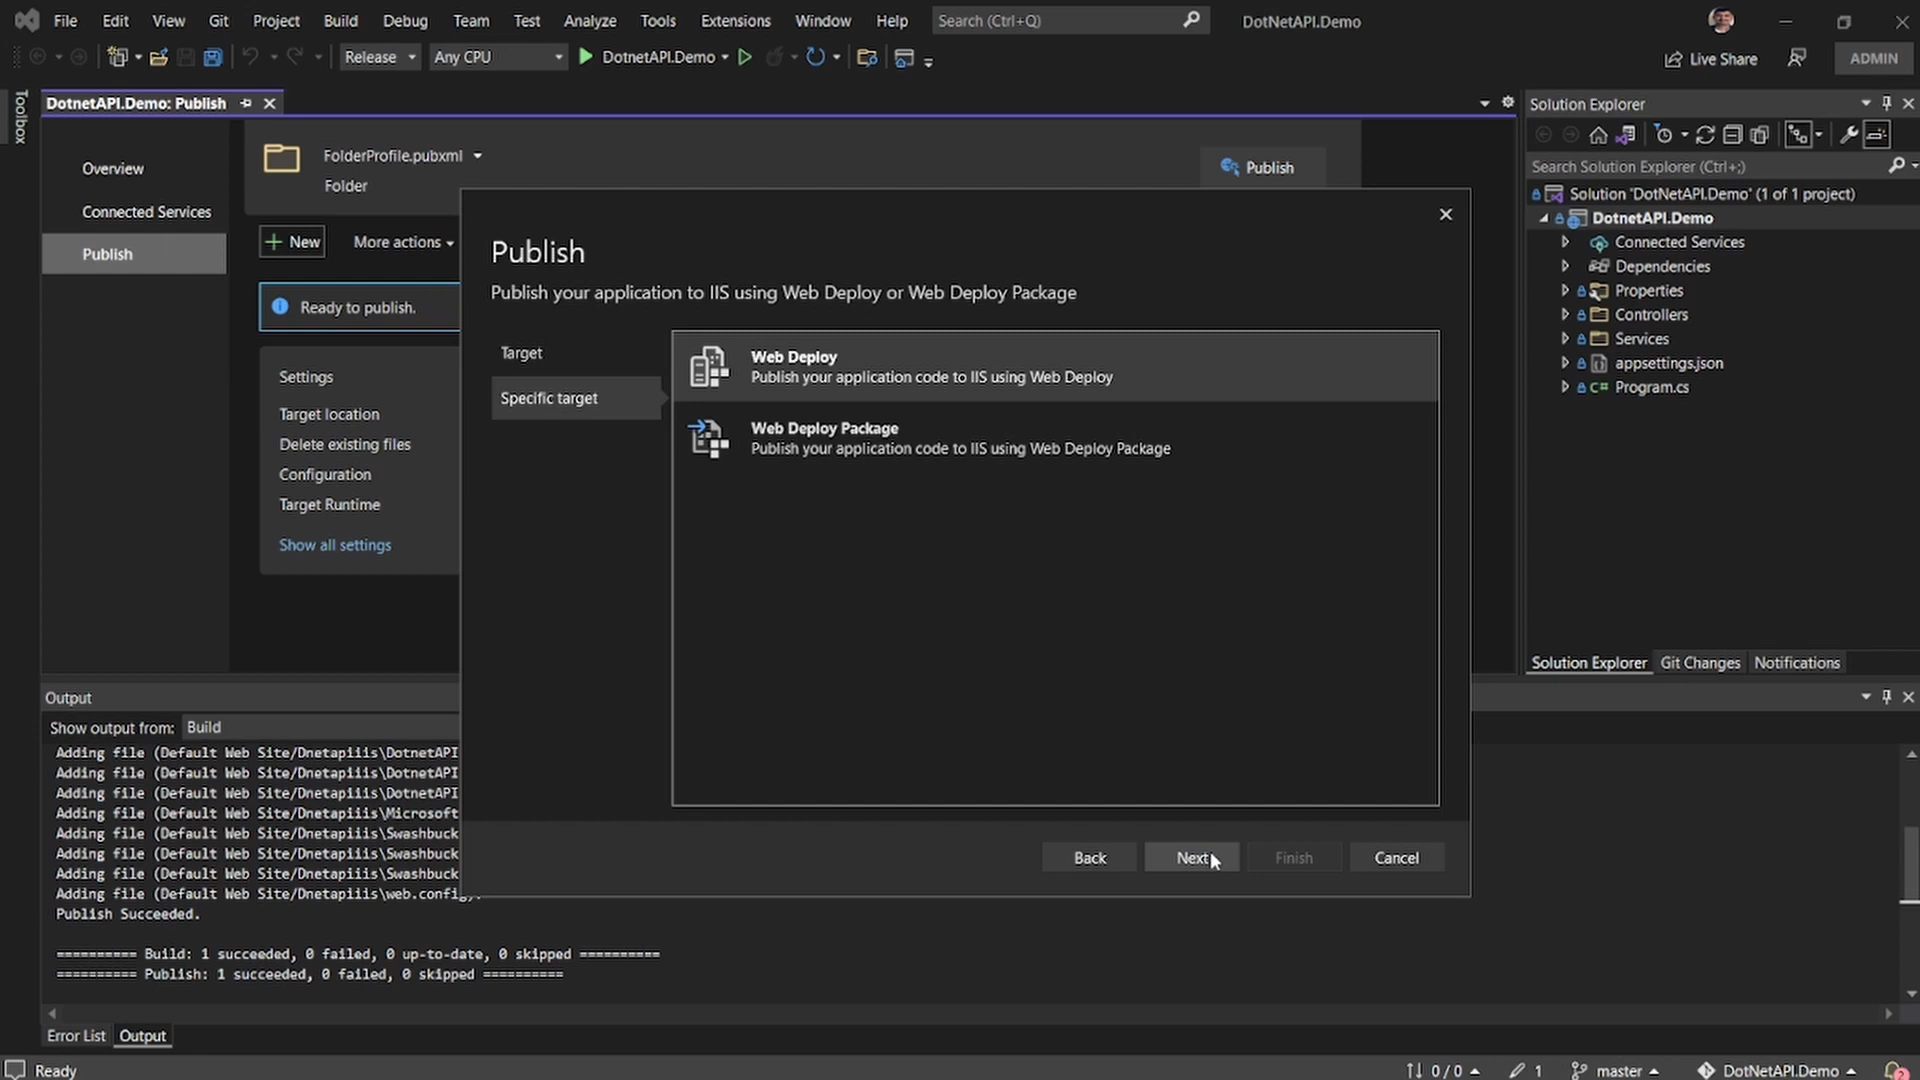 File Edit View Git Project Build Debug Team Test Analyze Tools Extensions Window Help Search (Ctrl+Q) DotNetAPI.Demo
Release Any CPU DotnetAPI.Demo Live Share ADMIN
Toolbox
DotnetAPI.Demo: Publish
Overview
Connected Services
Publish
FolderProfile.pubxml
Folder
Publish
New More actions
Ready to publish.
Settings
Target location
Delete existing files
Configuration
Target Runtime
Show all settings
Publish
Publish your application to IIS using Web Deploy or Web Deploy Package
Target
Specific target
Web Deploy
Publish your application code to IIS using Web Deploy
Web Deploy Package
Publish your application code to IIS using Web Deploy Package
Back Next Finish Cancel
Solution Explorer
Search Solution Explorer (Ctrl+;)
Solution 'DotNetAPI.Demo' (1 of 1 project)
DotnetAPI.Demo
Connected Services
Dependencies
Properties
Controllers
Services
appsettings.json
C# Program.cs
Solution Explorer Git Changes Notifications
Output
Show output from: Build
Adding file (Default Web Site/Dnetapiiis\DotnetAPI
Adding file (Default Web Site/Dnetapiiis\DotnetAPI
Adding file (Default Web Site/Dnetapiiis\DotnetAPI
Adding file (Default Web Site/Dnetapiiis\Microsoft
Adding file (Default Web Site/Dnetapiiis\Swashbuck
Adding file (Default Web Site/Dnetapiiis\Swashbuck
Adding file (Default Web Site/Dnetapiiis\Swashbuck
Adding file (Default Web Site/Dnetapiiis\web.config).
Publish Succeeded.
========== Build: 1 succeeded, 0 failed, 0 up-to-date, 0 skipped ==========
========== Publish: 1 succeeded, 0 failed, 0 skipped ==========
Error List Output
Ready 0 / 0 1 master DotNetAPI.Demo 2